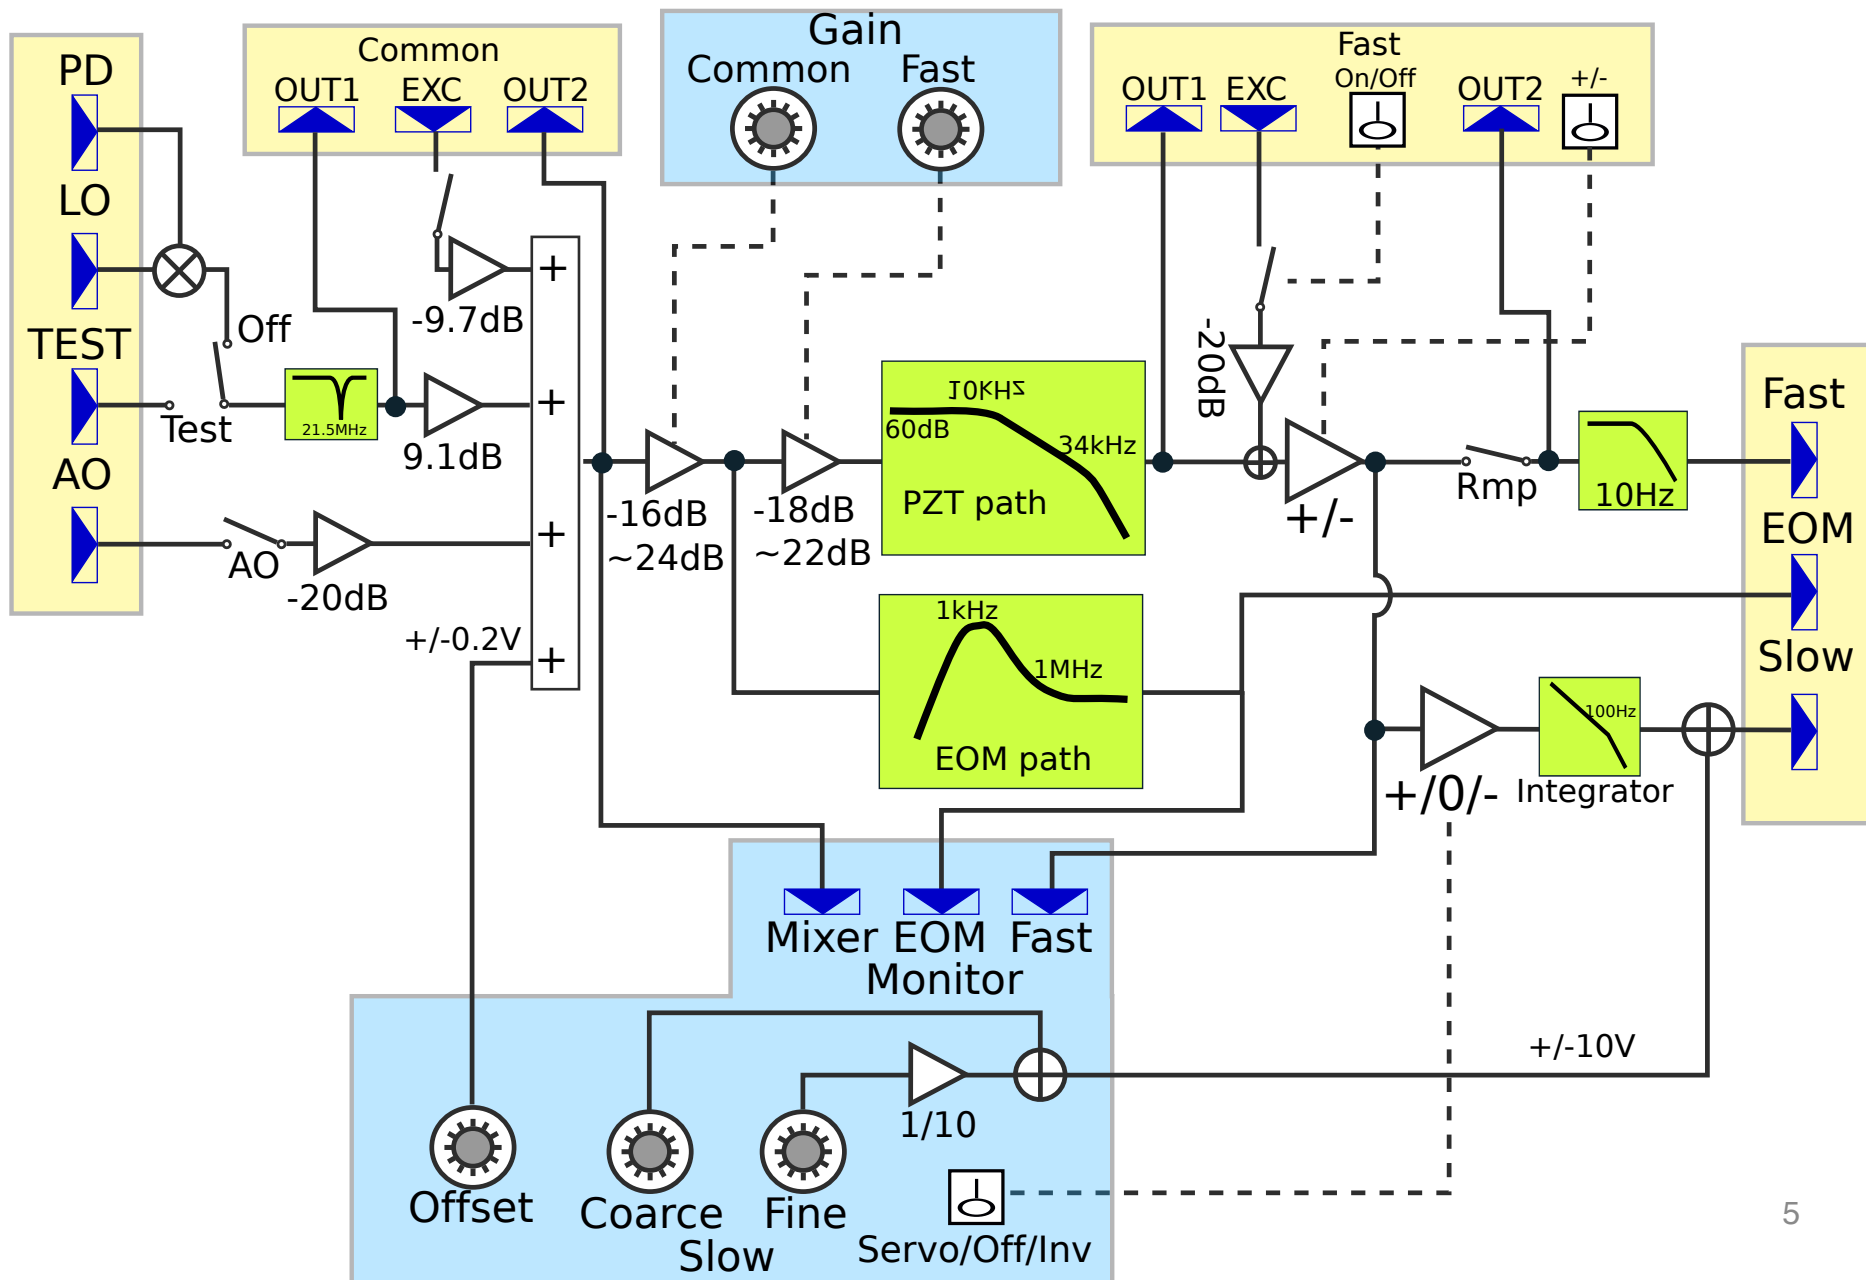 PD
LO
TEST
AO
Common
OUT1 EXC OUT2
Gain
Common Fast
Fast
OUT1 EXC On/Off OUT2 +/-
Off
Test
21.5MHz
-9.7dB
+
9.1dB
+
AO
-20dB
+
+/-0.2V
+
-16dB
~24dB
-18dB
~22dB
10KHz
60dB
34kHz
PZT path
1kHz
1MHz
EOM path
-20dB
+/-
Rmp
10Hz
Fast
EOM
Slow
+/0/-
100Hz
Integrator
Mixer EOM Fast
Monitor
+/-10V
1/10
Offset
Coarse Fine
Slow
Servo/Off/Inv
5